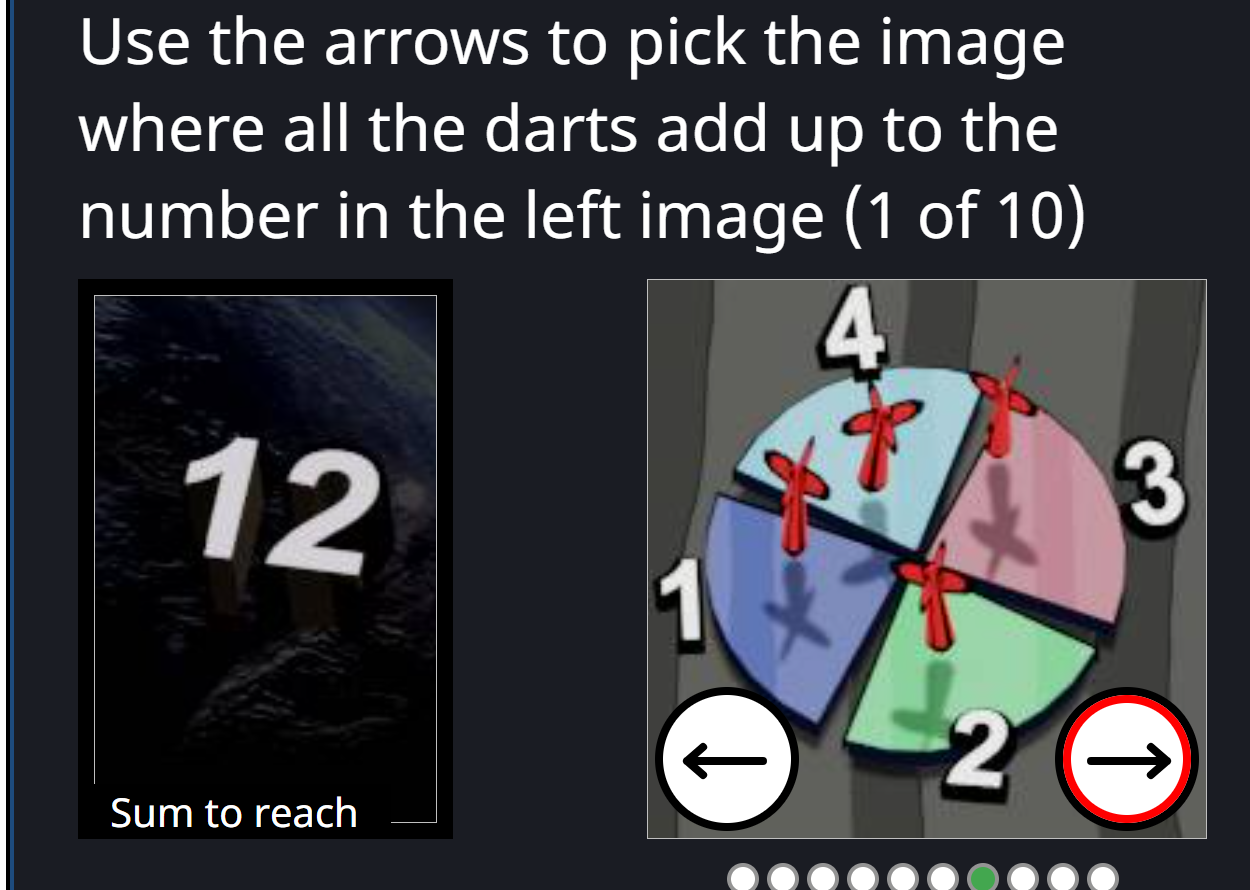 Use the arrows to pick the image
where all the darts add up to the
number in the left image (1 of 10)
12
Sum to reach
4
3
1
2